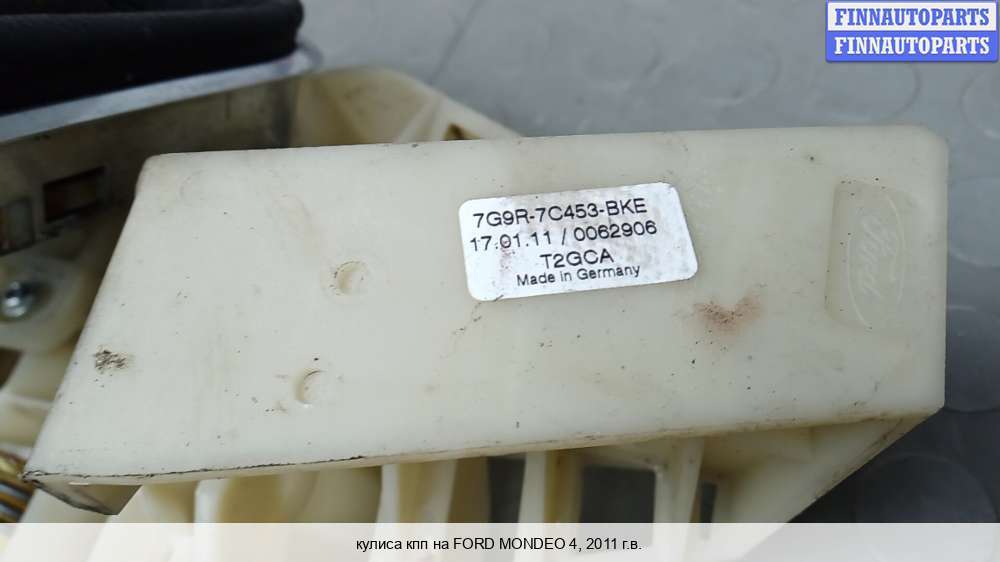 FINNAUTOPARTS
FINNAUTOPARTS
7G9R-7C453-BKE
17.01.11 / 0062906
T2GCA
Made in Germany
Ford
кулиса кпп на FORD MONDEO 4, 2011 г.в.